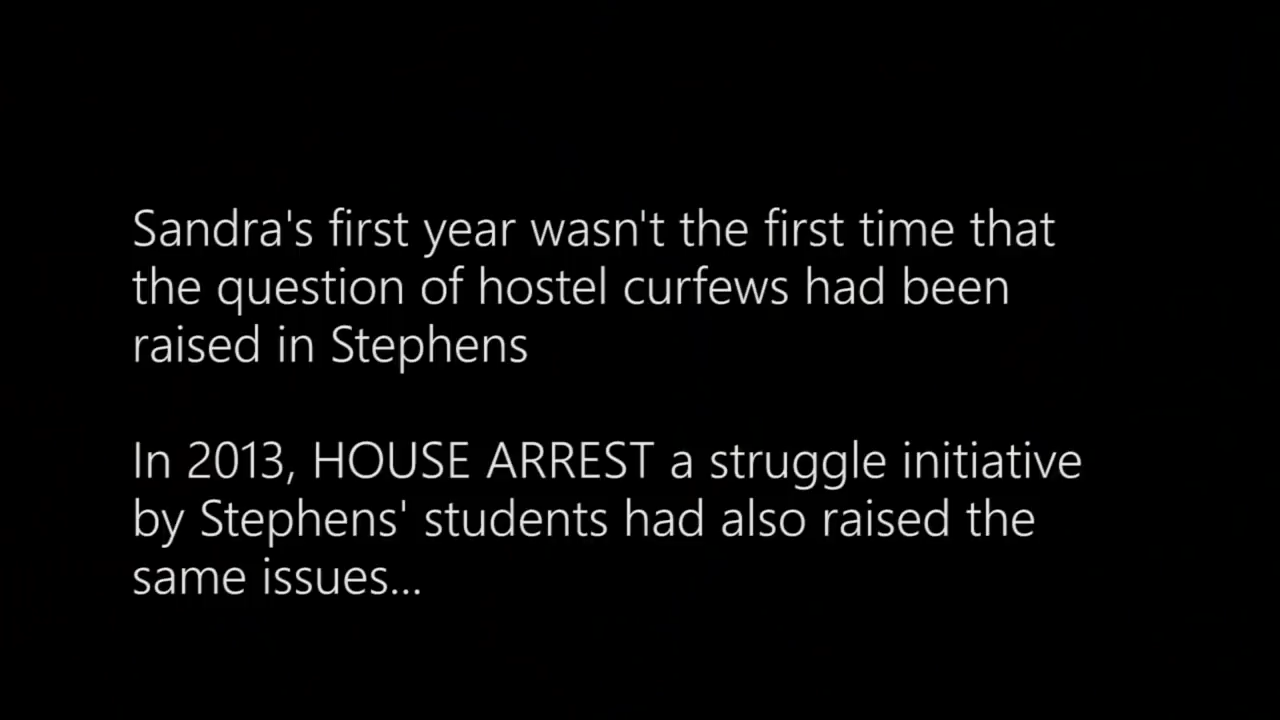 Sandra's first year wasn't the first time that
the question of hostel curfews had been
raised in Stephens
In 2013, HOUSE ARREST a struggle initiative
by Stephens' students had also raised the
same issues...